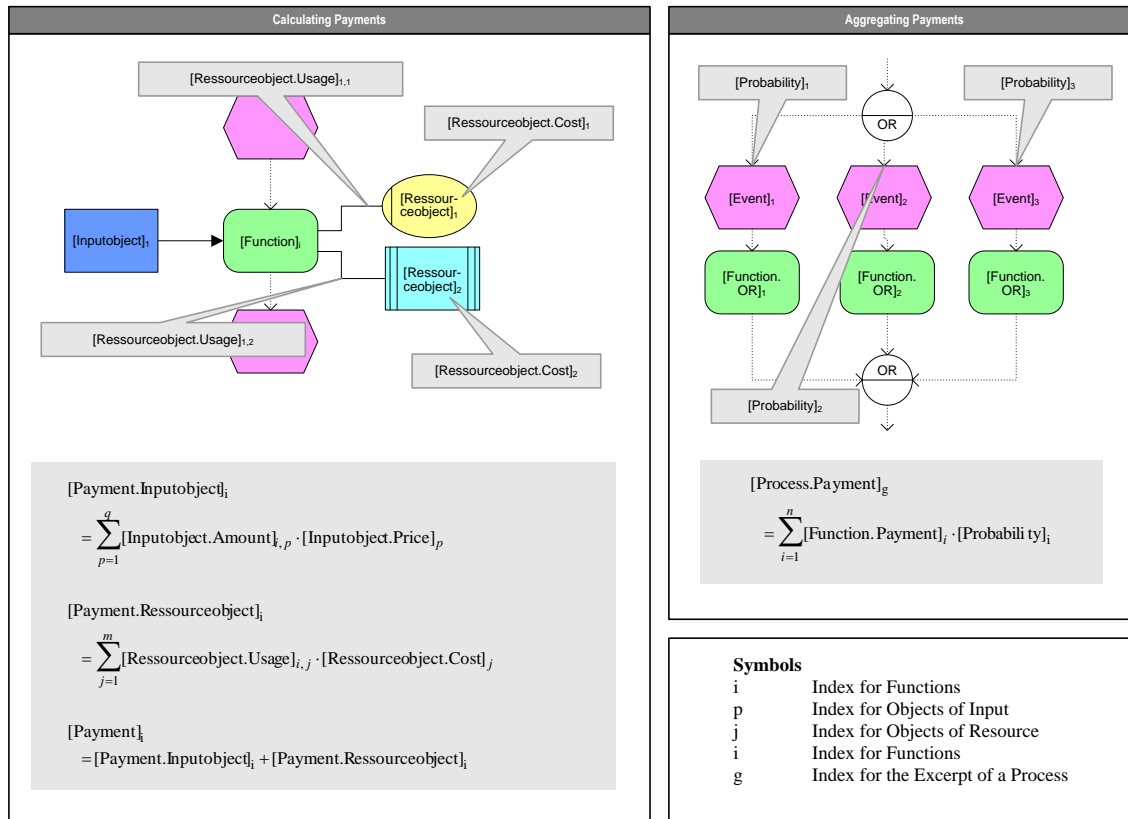 Calculating Payments
[Ressourceobject.Usage]1,1
[Ressourceobject.Cost]1
[Inputobject]1
[Function]i
[Ressour-
ceobject]1
[Ressour-
ceobject]2
[Ressourceobject.Usage]1,2
[Ressourceobject.Cost]2
[Payment.Inputobject]i
= ∑ p=1 q [Inputobject.Amount]i,p · [Inputobject.Price]p
[Payment.Ressourceobject]i
= ∑ j=1 m [Ressourceobject.Usage]i,j · [Ressourceobject.Cost]j
[Payment]i
= [Payment.Inputobject]i + [Payment.Ressourceobject]i
Aggregating Payments
[Probability]1
[Probability]3
OR
[Event]1
[Event]2
[Event]3
[Function.
OR]1
[Function.
OR]2
[Function.
OR]3
OR
[Probability]2
[Process.Payment]g
= ∑ i=1 n [Function.Payment]i · [Probability]i
Symbols
i Index for Functions
p Index for Objects of Input
j Index for Objects of Resource
i Index for Functions
g Index for the Excerpt of a Process